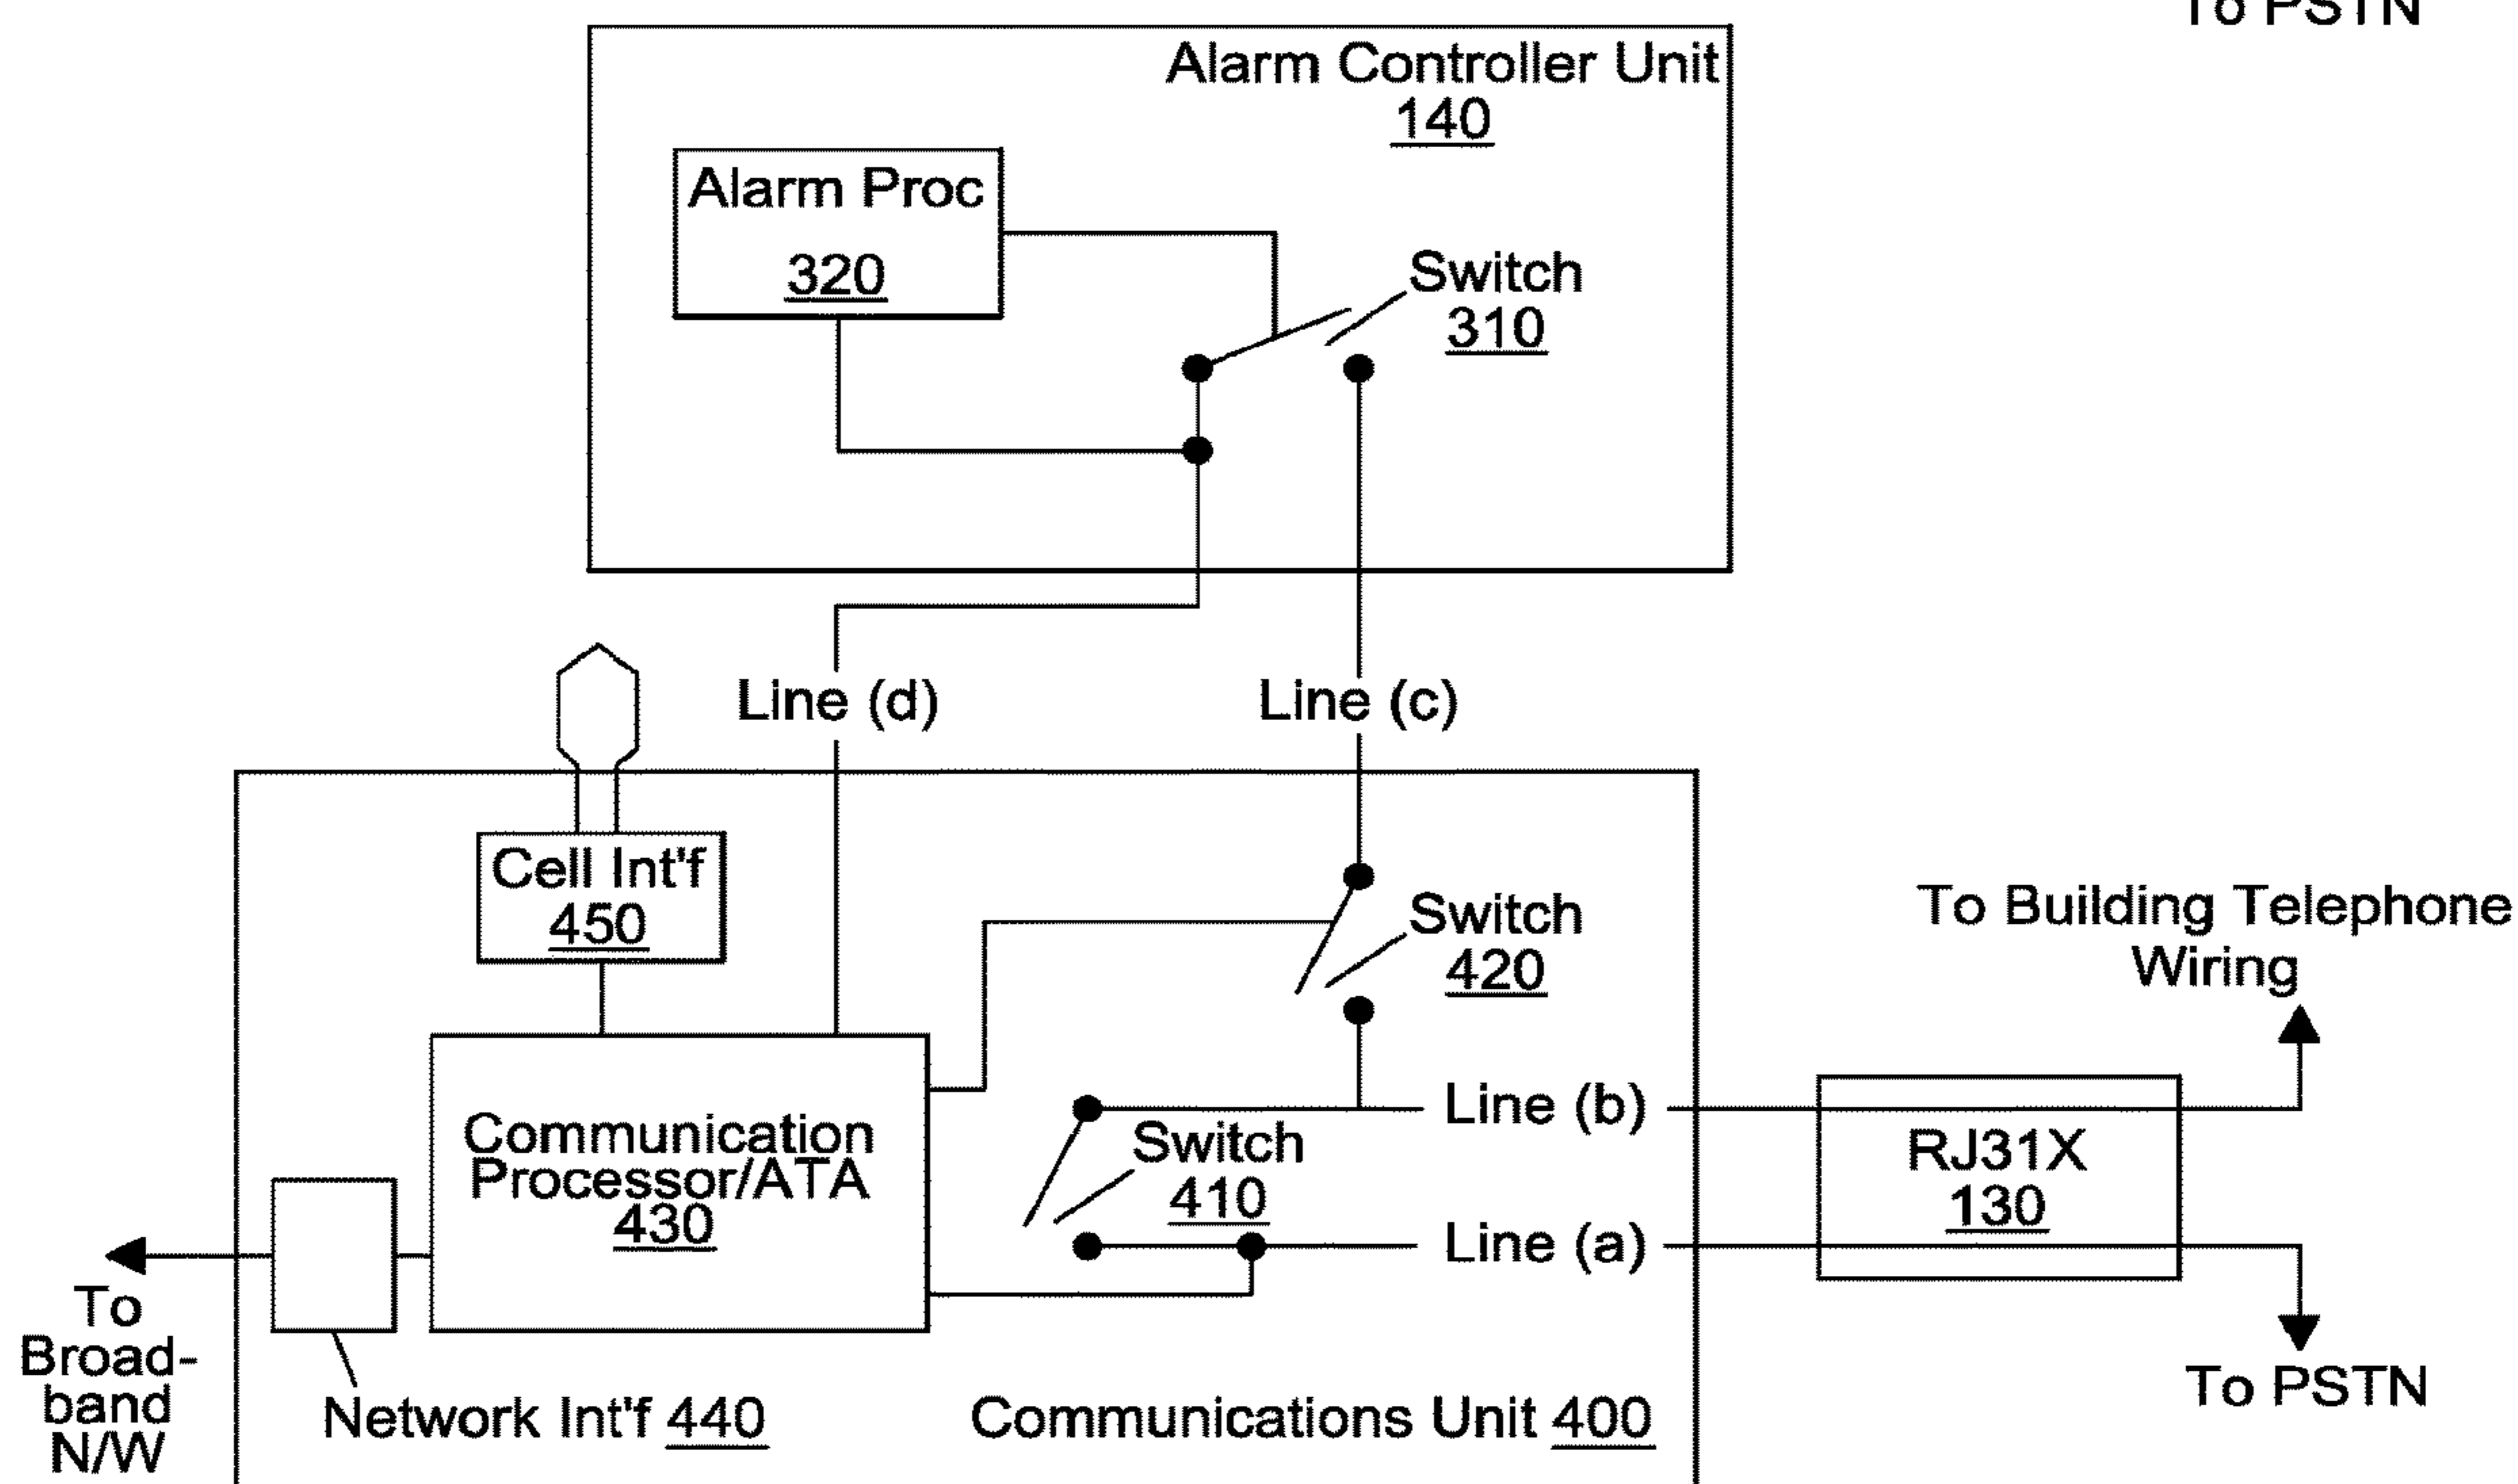 To PSTN
Alarm Controller Unit
140
Alarm Proc
320
Switch
310
Line (d)
Line (c)
Cell Int'f
450
Switch
420
To Building Telephone
Wiring
Line (b)
Communication
Processor/ATA
430
Switch
410
RJ31X
130
Line (a)
To
Broad-
band
N/W
Network Int'f 440
Communications Unit 400
To PSTN